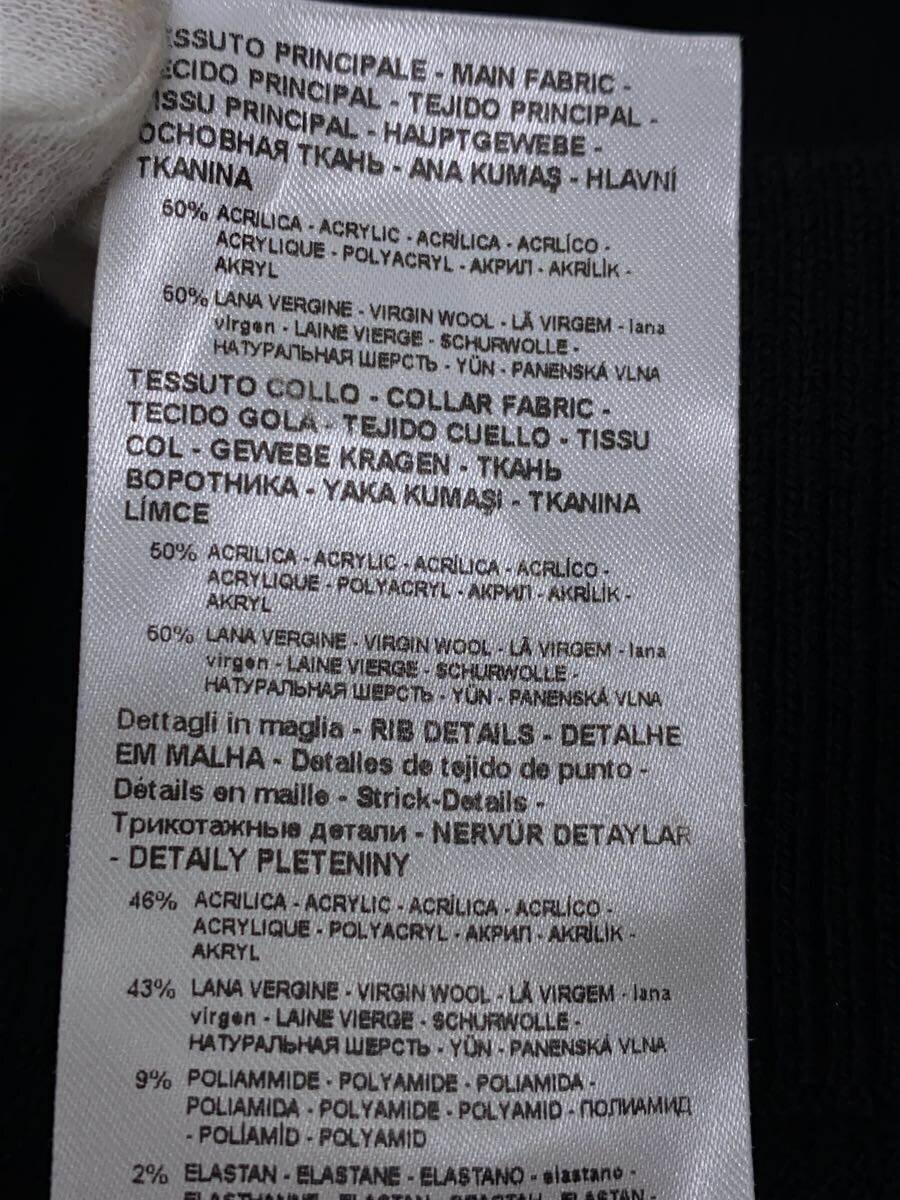 ESSUTO PRINCIPALE - MAIN FABRIC -
ECIDO PRINCIPAL - TEJIDO PRINCIPAL -
ISSU PRINCIPAL - HAUPTGEWEBE -
ОСНОВНАЯ ТКАНЬ - ANA KUMAŞ - HLAVNÍ
TKANINA
50% ACRILICA - ACRYLIC - ACRÍLICA - ACRLÍCO -
ACRYLIQUE - POLYACRYL - АКРИЛ - AKRİLİK -
AKRYL
50% LANA VERGINE - VIRGIN WOOL - LÃ VIRGEM - lana
virgen - LAINE VIERGE - SCHURWOLLE -
НАТУРАЛЬНАЯ ШЕРСТЬ - YÜN - PANENSKÁ VLNA
TESSUTO COLLO - COLLAR FABRIC -
TECIDO GOLA - TEJIDO CUELLO - TISSU
COL - GEWEBE KRAGEN - ТКАНЬ
ВОРОТНИКА - YAKA KUMAŞI - TKANINA
LÍMCE
50% ACRILICA - ACRYLIC - ACRÍLICA - ACRLÍCO -
ACRYLIQUE - POLYACRYL - АКРИЛ - AKRİLİK -
AKRYL
50% LANA VERGINE - VIRGIN WOOL - LÃ VIRGEM - lana
virgen - LAINE VIERGE - SCHURWOLLE -
НАТУРАЛЬНАЯ ШЕРСТЬ - YÜN - PANENSKÁ VLNA
Dettagli in maglia - RIB DETAILS - DETALHE
EM MALHA - Detalles de tejido de punto -
Détails en maille - Strick-Details -
Трикотажные детали - NERVÜR DETAYLAR
- DETAILY PLETENINY
46% ACRILICA - ACRYLIC - ACRÍLICA - ACRLÍCO -
ACRYLIQUE - POLYACRYL - АКРИЛ - AKRİLİK -
AKRYL
43% LANA VERGINE - VIRGIN WOOL - LÃ VIRGEM - lana
virgen - LAINE VIERGE - SCHURWOLLE -
НАТУРАЛЬНАЯ ШЕРСТЬ - YÜN - PANENSKÁ VLNA
9% POLIAMMIDE - POLYAMIDE - POLIAMIDA -
POLIAMIDA - POLYAMIDE - POLYAMID - ПОЛИАМИД
- POLİAMİD - POLYAMID
2% ELASTAN - ELASTANE - ELASTANO - elastano -